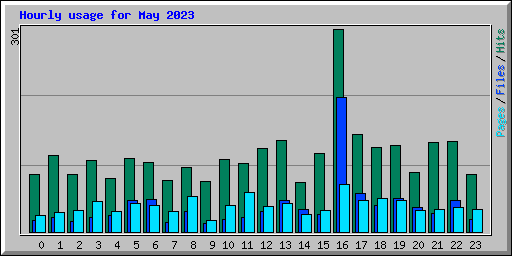 Hourly usage for May 2023
301
Pages/Files/Hits
0 1 2 3 4 5 6 7 8 9 10 11 12 13 14 15 16 17 18 19 20 21 22 23